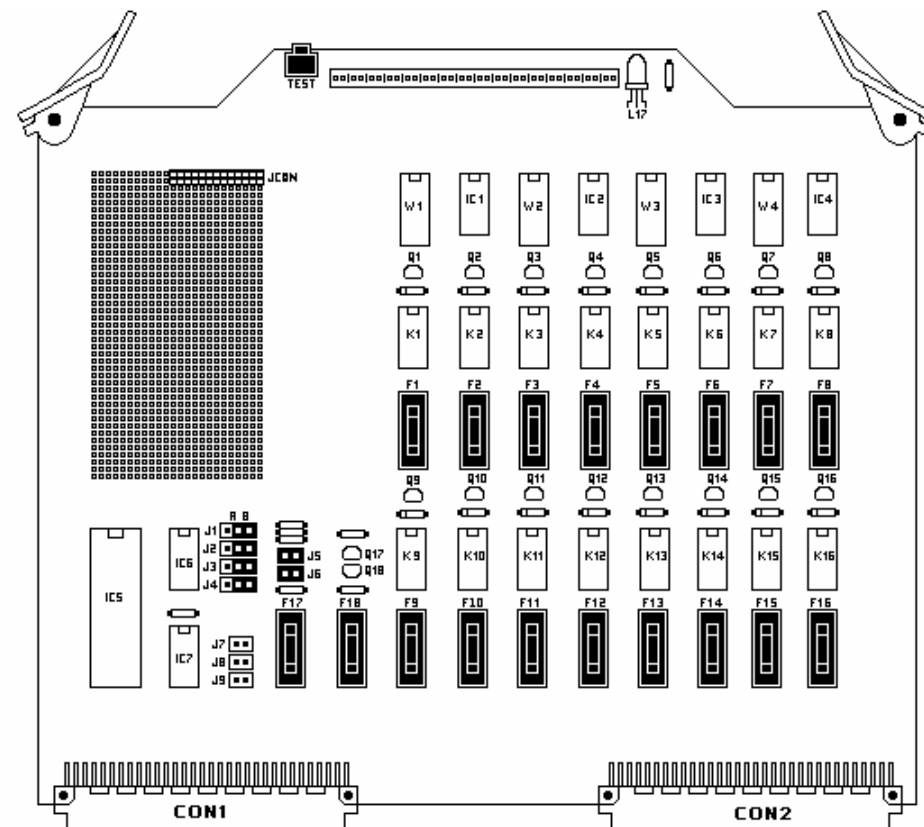 TEST
L17
JCON
W1 IC1 W2 IC2 W3 IC3 W4 IC4
Q1 Q2 Q3 Q4 Q5 Q6 Q7 Q8
K1 K2 K3 K4 K5 K6 K7 K8
F1 F2 F3 F4 F5 F6 F7 F8
Q9 Q10 Q11 Q12 Q13 Q14 Q15 Q16
A B
J1
J2
J3
J4
J5
J6
Q17
Q18
IC5
IC6
K9 K10 K11 K12 K13 K14 K15 K16
F17 F18 F9 F10 F11 F12 F13 F14 F15 F16
IC7
J7
J8
J9
CON1
CON2